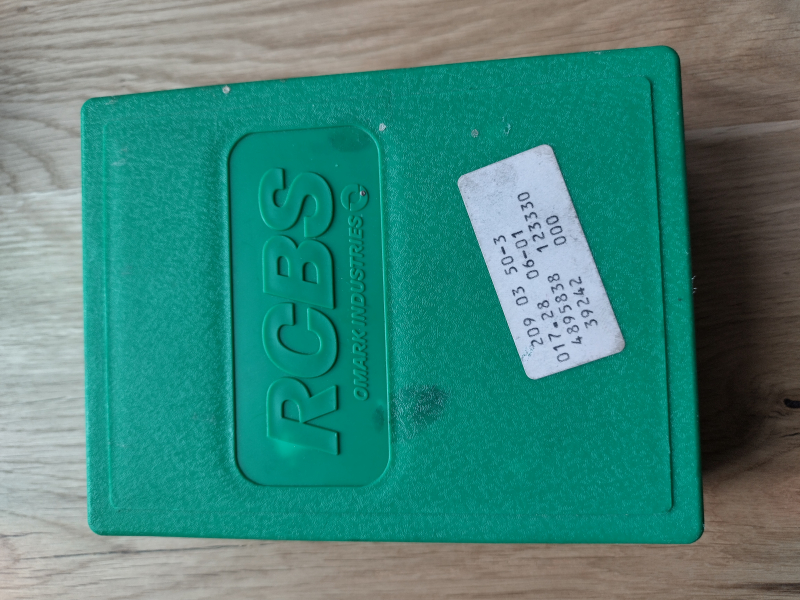 RCBS
OMARK INDUSTRIES
209 03 50-3
017.28 06-01
4895838 123330
39242 000